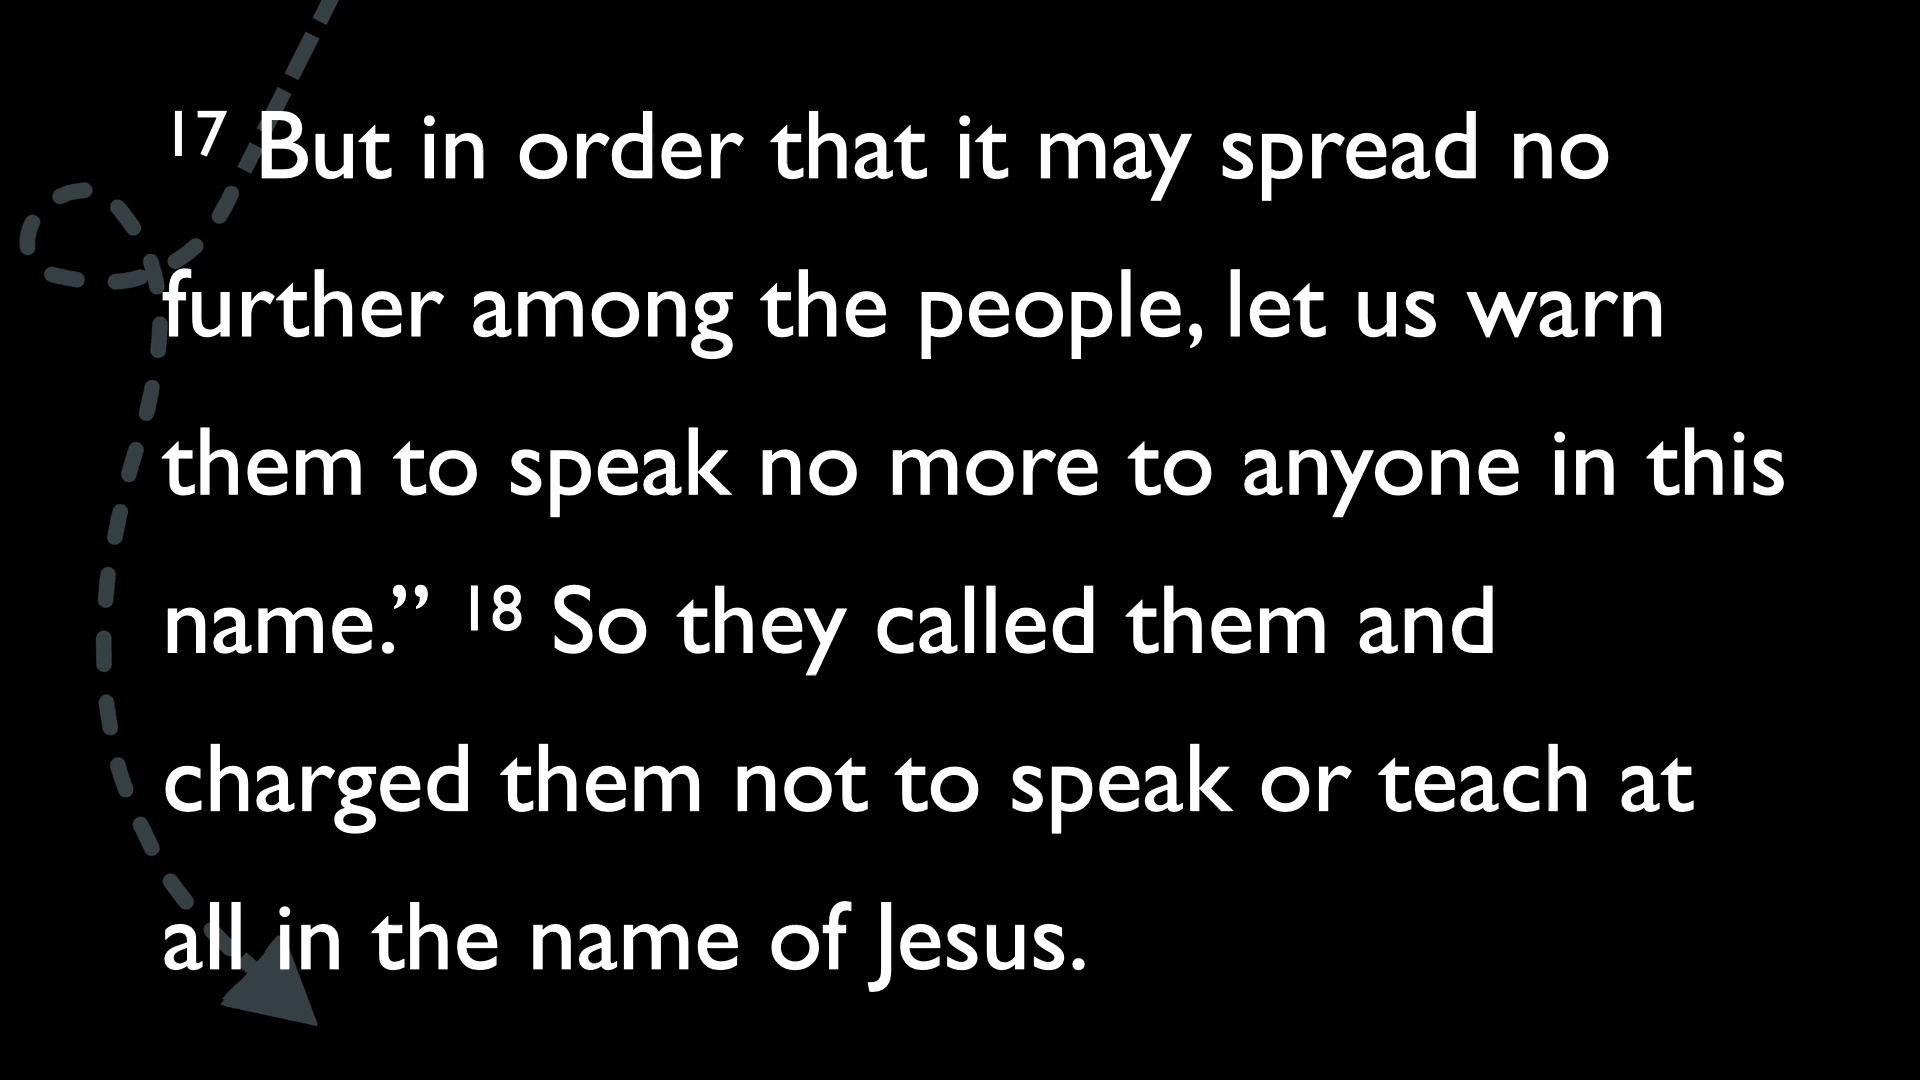 ¹⁷ But in order that it may spread no
further among the people, let us warn
them to speak no more to anyone in this
name.” ¹⁸ So they called them and
charged them not to speak or teach at
all in the name of Jesus.